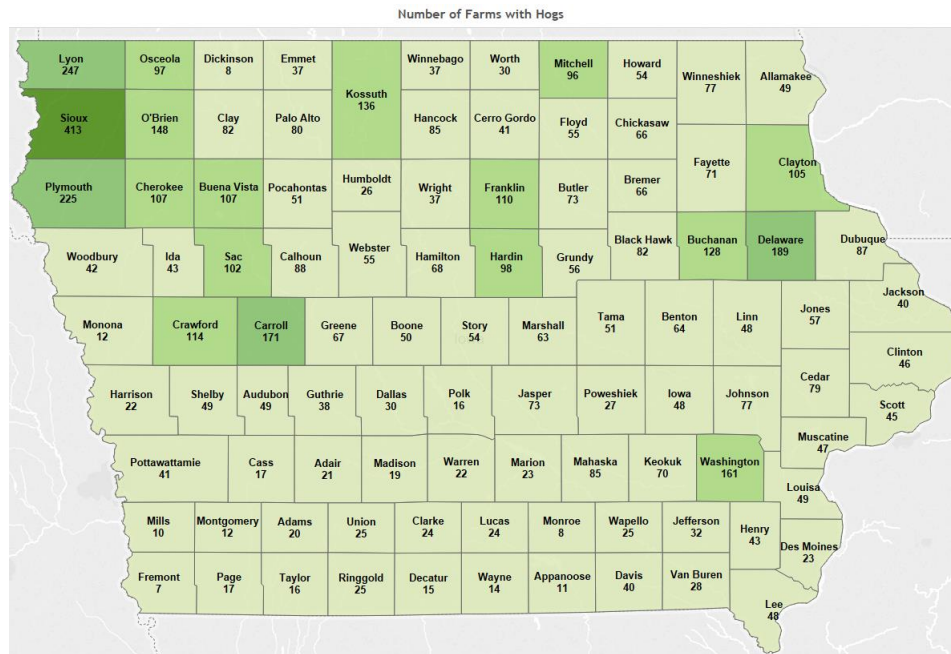 Number of Farms with Hogs
Lyon
247
Osceola
97
Dickinson
8
Emmet
37
Kossuth
136
Winnebago
37
Worth
30
Mitchell
96
Howard
54
Winneshiek
77
Allamakee
49
Sioux
413
O'Brien
148
Clay
82
Palo Alto
80
Hancock
85
Cerro Gordo
41
Floyd
55
Chickasaw
66
Fayette
71
Clayton
105
Plymouth
225
Cherokee
107
Buena Vista
107
Pocahontas
51
Humboldt
26
Wright
37
Franklin
110
Butler
73
Bremer
66
Woodbury
42
Ida
43
Sac
102
Calhoun
88
Webster
55
Hamilton
68
Hardin
98
Grundy
56
Black Hawk
82
Buchanan
128
Delaware
189
Dubuque
87
Jackson
40
Monona
12
Crawford
114
Carroll
171
Greene
67
Boone
50
Story
54
Marshall
63
Tama
51
Benton
64
Linn
48
Jones
57
Clinton
46
Cedar
79
Scott
45
Harrison
22
Shelby
49
Audubon
49
Guthrie
38
Dallas
30
Polk
16
Jasper
73
Poweshiek
27
Iowa
48
Johnson
77
Muscatine
47
Pottawattamie
41
Cass
17
Adair
21
Madison
19
Warren
22
Marion
23
Mahaska
85
Keokuk
70
Washington
161
Louisa
49
Mills
10
Montgomery
12
Adams
20
Union
25
Clarke
24
Lucas
24
Monroe
8
Wapello
25
Jefferson
32
Henry
43
Des Moines
23
Fremont
7
Page
17
Taylor
16
Ringgold
25
Decatur
15
Wayne
14
Appanoose
11
Davis
40
Van Buren
28
Lee
48